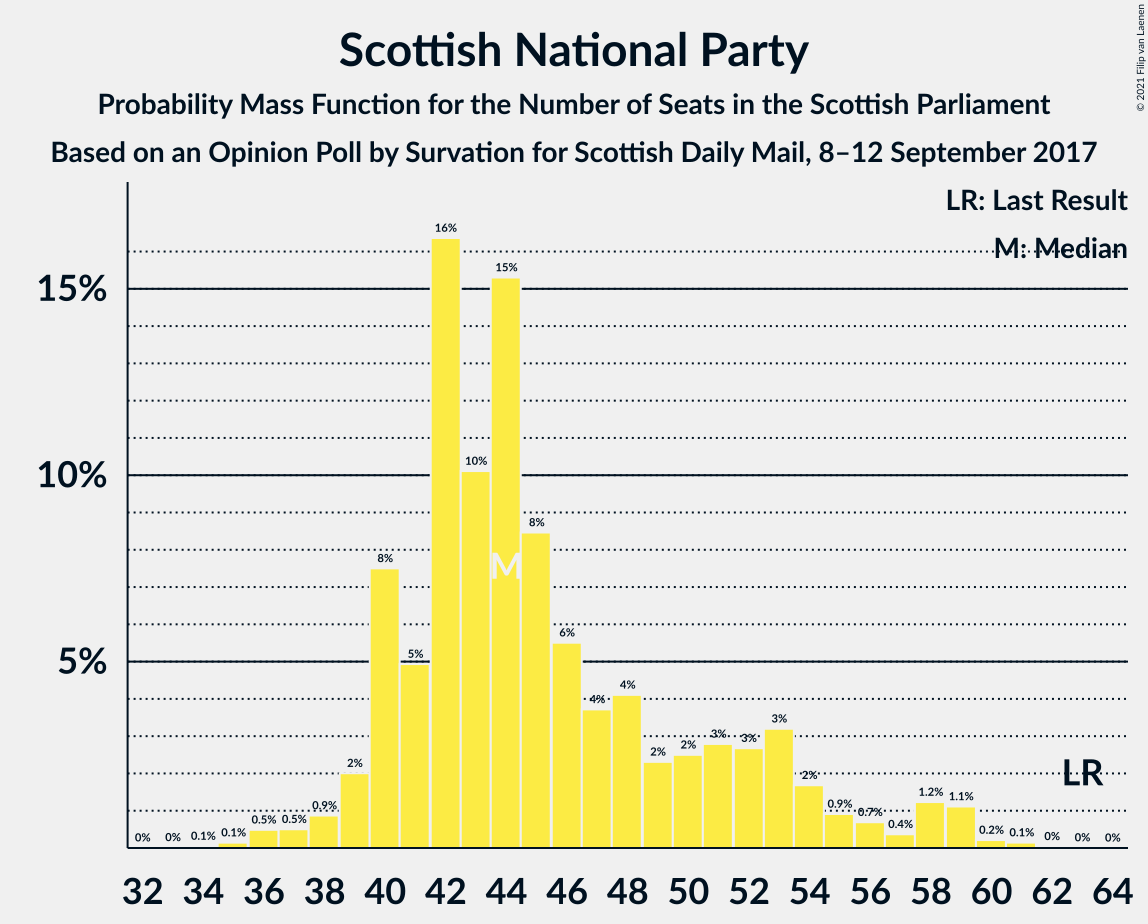 Scottish National Party
Probability Mass Function for the Number of Seats in the Scottish Parliament
Based on an Opinion Poll by Survation for Scottish Daily Mail, 8–12 September 2017
© 2021 Filip van Laenen
LR: Last Result
M: Median
15%
10%
5%
0% 0% 0.1% 0.1% 0.5% 0.5% 0.9% 2% 8% 5% 16% 10% 15% 8% 6% 4% 4% 2% 2% 3% 3% 3% 2% 0.9% 0.7% 0.4% 1.2% 1.1% 0.2% 0.1% 0% 0% 0%
M
LR
32 34 36 38 40 42 44 46 48 50 52 54 56 58 60 62 64